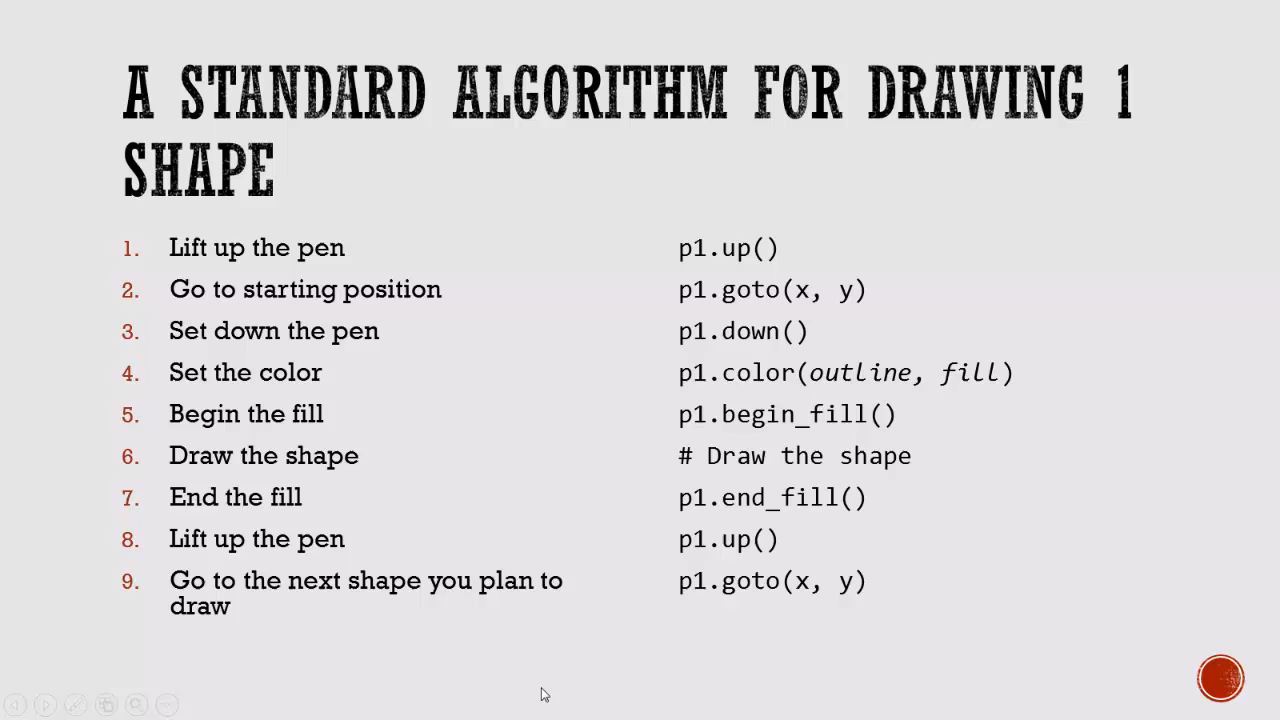 A STANDARD ALGORITHM FOR DRAWING 1
SHAPE
1. Lift up the pen p1.up()
2. Go to starting position p1.goto(x, y)
3. Set down the pen p1.down()
4. Set the color p1.color(outline, fill)
5. Begin the fill p1.begin_fill()
6. Draw the shape # Draw the shape
7. End the fill p1.end_fill()
8. Lift up the pen p1.up()
9. Go to the next shape you plan to p1.goto(x, y)
draw